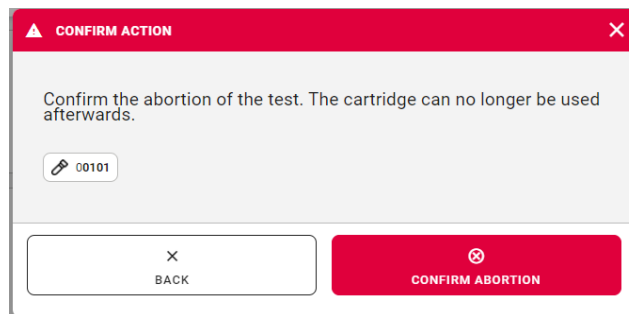 CONFIRM ACTION
Confirm the abortion of the test. The cartridge can no longer be used
afterwards.
00101
BACK
CONFIRM ABORTION